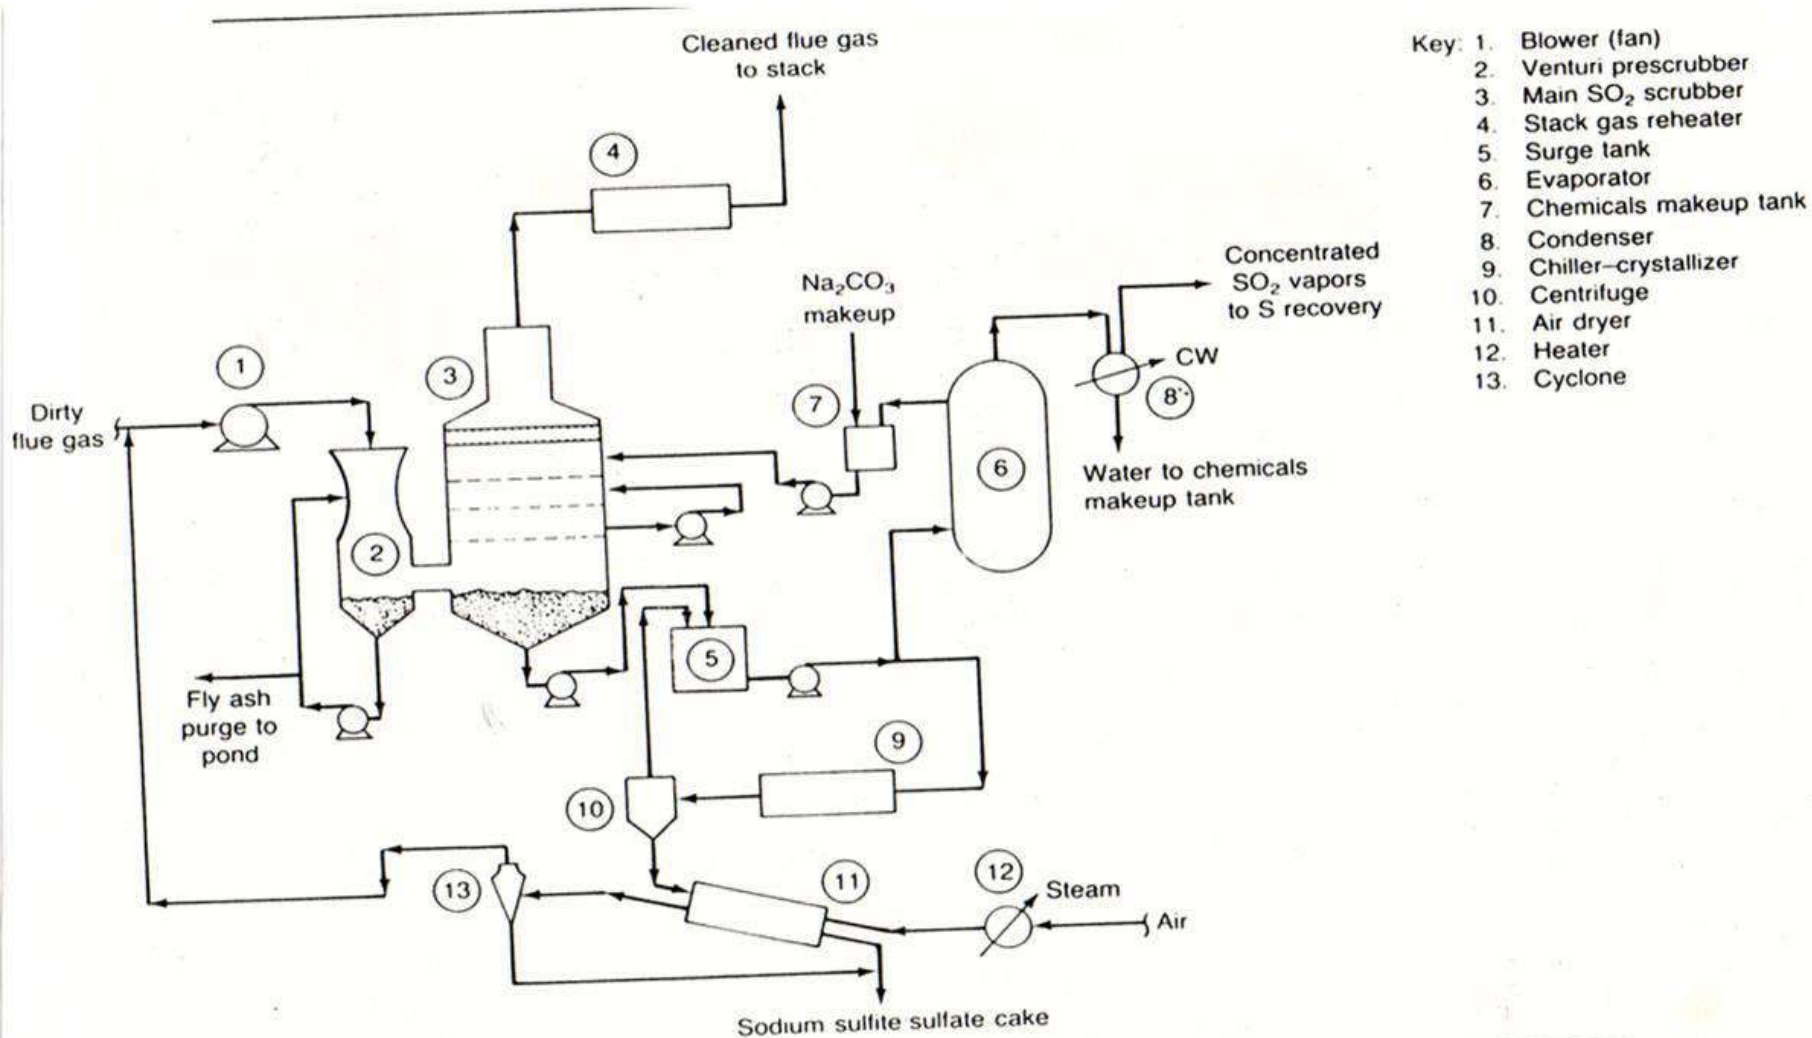 Cleaned flue gas
to stack
Key: 1. Blower (fan)
2. Venturi prescrubber
3. Main SO₂ scrubber
4. Stack gas reheater
5. Surge tank
6. Evaporator
7. Chemicals makeup tank
8. Condenser
9. Chiller–crystallizer
10. Centrifuge
11. Air dryer
12. Heater
13. Cyclone
4
Concentrated
SO₂ vapors
to S recovery
Na₂CO₃
makeup
1
3
7
CW
8
Dirty
flue gas
6
Water to chemicals
makeup tank
2
5
Fly ash
purge to
pond
9
10
13
11
12
Steam
Air
Sodium sulfite sulfate cake